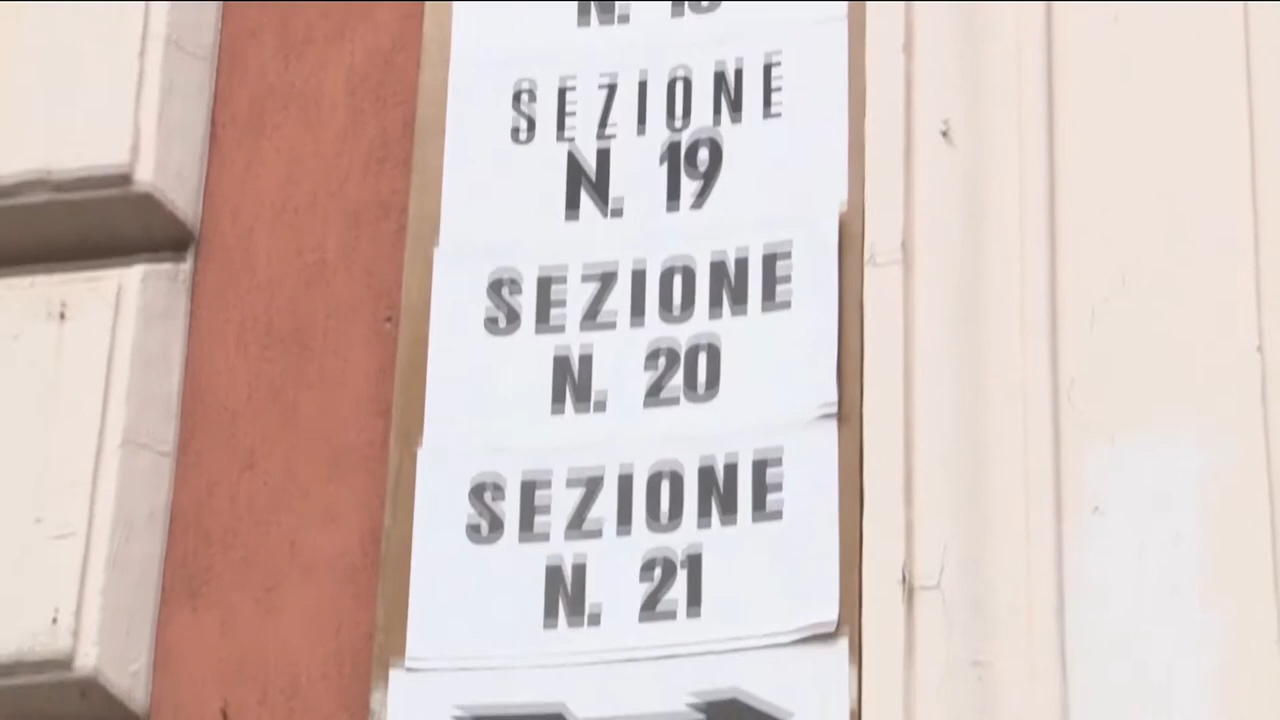 SEZIONE
N. 19
SEZIONE
N. 20
SEZIONE
N. 21